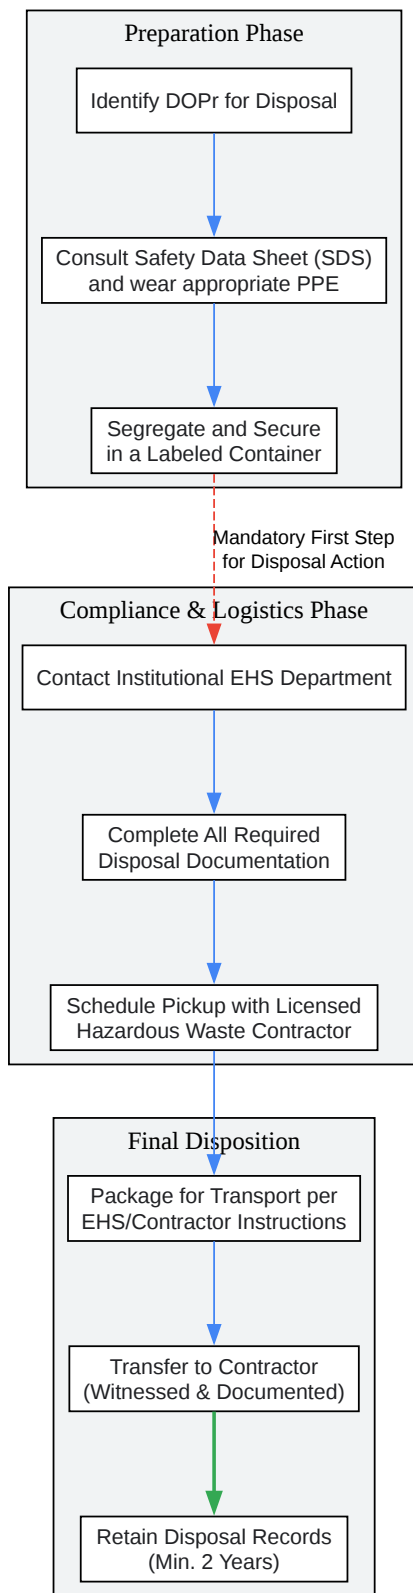 Preparation Phase
Identify DOPr for Disposal
Consult Safety Data Sheet (SDS)
and wear appropriate PPE
Segregate and Secure
in a Labeled Container
Mandatory First Step
for Disposal Action
Compliance & Logistics Phase
Contact Institutional EHS Department
Complete All Required
Disposal Documentation
Schedule Pickup with Licensed
Hazardous Waste Contractor
Final Disposition
Package for Transport per
EHS/Contractor Instructions
Transfer to Contractor
(Witnessed & Documented)
Retain Disposal Records
(Min. 2 Years)